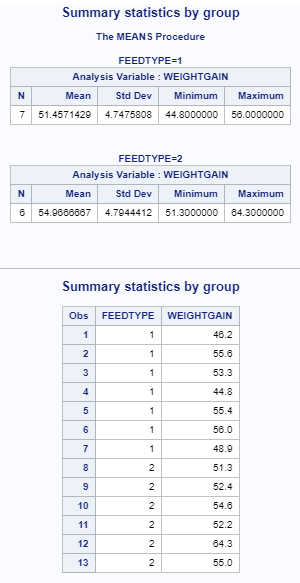 Summary statistics by group
The MEANS Procedure
FEEDTYPE=1
Analysis Variable : WEIGHTGAIN
N Mean Std Dev Minimum Maximum
7 51.4571429 4.7475808 44.8000000 56.0000000
FEEDTYPE=2
Analysis Variable : WEIGHTGAIN
N Mean Std Dev Minimum Maximum
6 54.9666667 4.7944412 51.3000000 64.3000000
Summary statistics by group
Obs FEEDTYPE WEIGHTGAIN
1 1 46.2
2 1 55.6
3 1 53.3
4 1 44.8
5 1 55.4
6 1 56.0
7 1 48.9
8 2 51.3
9 2 52.4
10 2 54.6
11 2 52.2
12 2 64.3
13 2 55.0